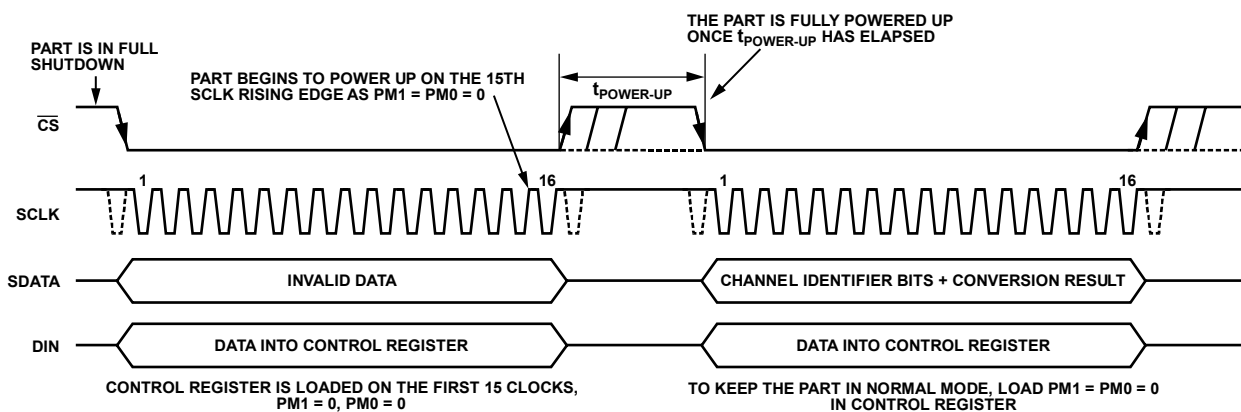 THE PART IS FULLY POWERED UP
ONCE tPOWER-UP HAS ELAPSED
PART IS IN FULL
SHUTDOWN
PART BEGINS TO POWER UP ON THE 15TH
SCLK RISING EDGE AS PM1 = PM0 = 0
tPOWER-UP
CS
1
16
1
16
SCLK
SDATA
INVALID DATA
CHANNEL IDENTIFIER BITS + CONVERSION RESULT
DIN
DATA INTO CONTROL REGISTER
DATA INTO CONTROL REGISTER
CONTROL REGISTER IS LOADED ON THE FIRST 15 CLOCKS,
PM1 = 0, PM0 = 0
TO KEEP THE PART IN NORMAL MODE, LOAD PM1 = PM0 = 0
IN CONTROL REGISTER